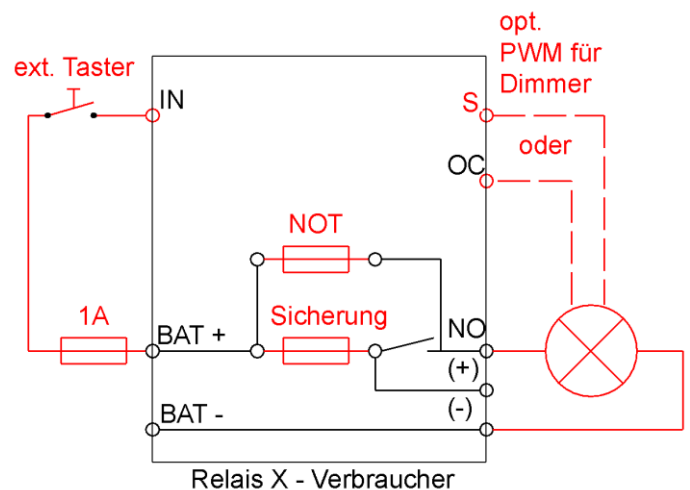 opt.
PWM für
Dimmer
ext. Taster
IN
S
oder
OC
NOT
1A
BAT +
Sicherung
NO
(+)
(-)
BAT -
Relais X - Verbraucher